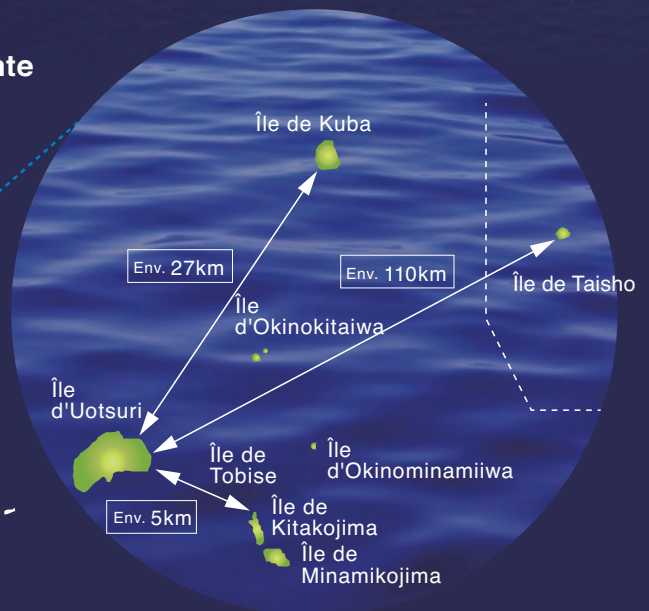 nte
Île de Kuba
Env. 27km
Env. 110km
Île de Taisho
Île
d'Okinokitaiwa
Île
d'Uotsuri
Île de
Tobise
Île
d'Okinominamiiwa
Env. 5km
Île de
Kitakojima
Île de
Minamikojima